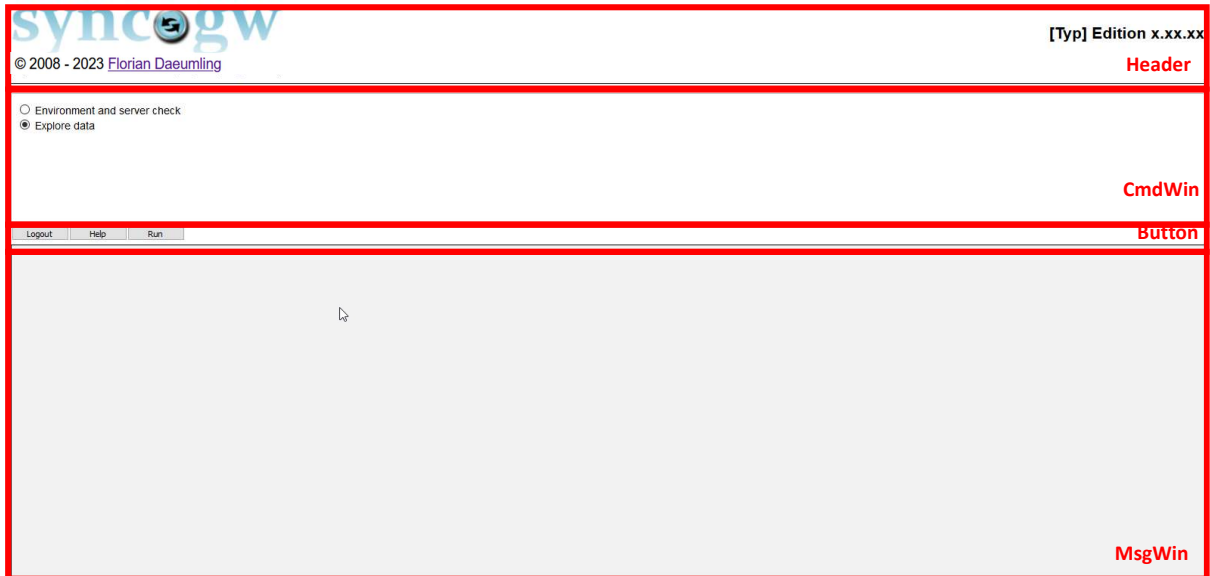 syncogw
[Typ] Edition x.xx.xx
© 2008 - 2023 Florian Daeumling
Header
Environment and server check
Explore data
CmdWin
Logout Help Run
Button
MsgWin